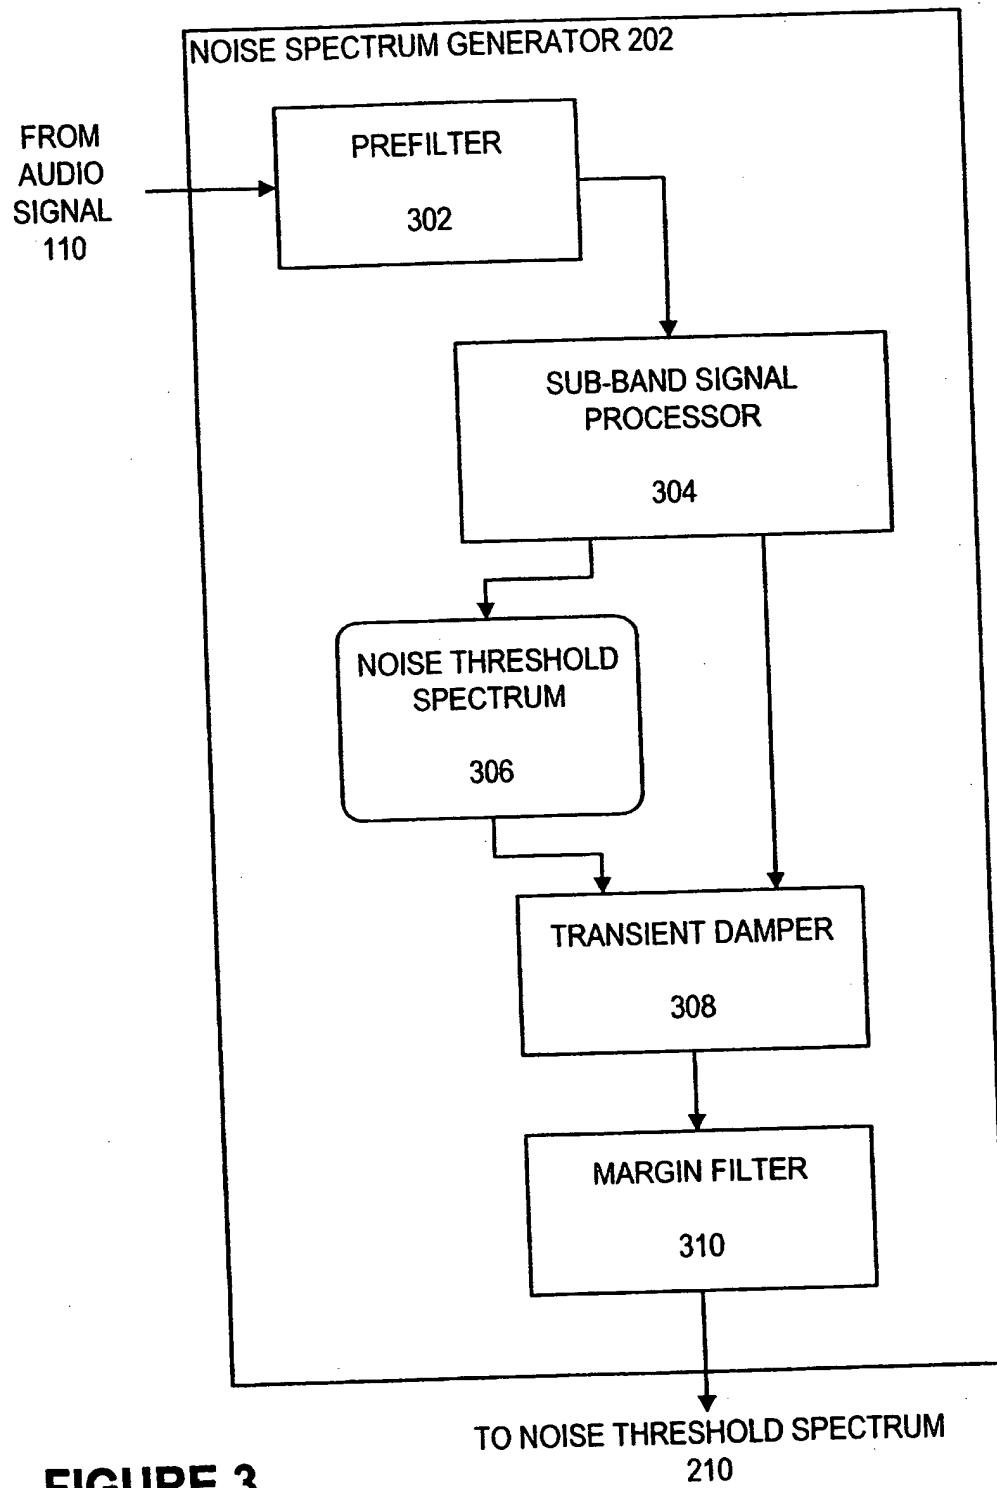 NOISE SPECTRUM GENERATOR 202
FROM
AUDIO
SIGNAL
110
PREFILTER
302
SUB-BAND SIGNAL
PROCESSOR
304
NOISE THRESHOLD
SPECTRUM
306
TRANSIENT DAMPER
308
MARGIN FILTER
310
TO NOISE THRESHOLD SPECTRUM
210
FIGURE 3